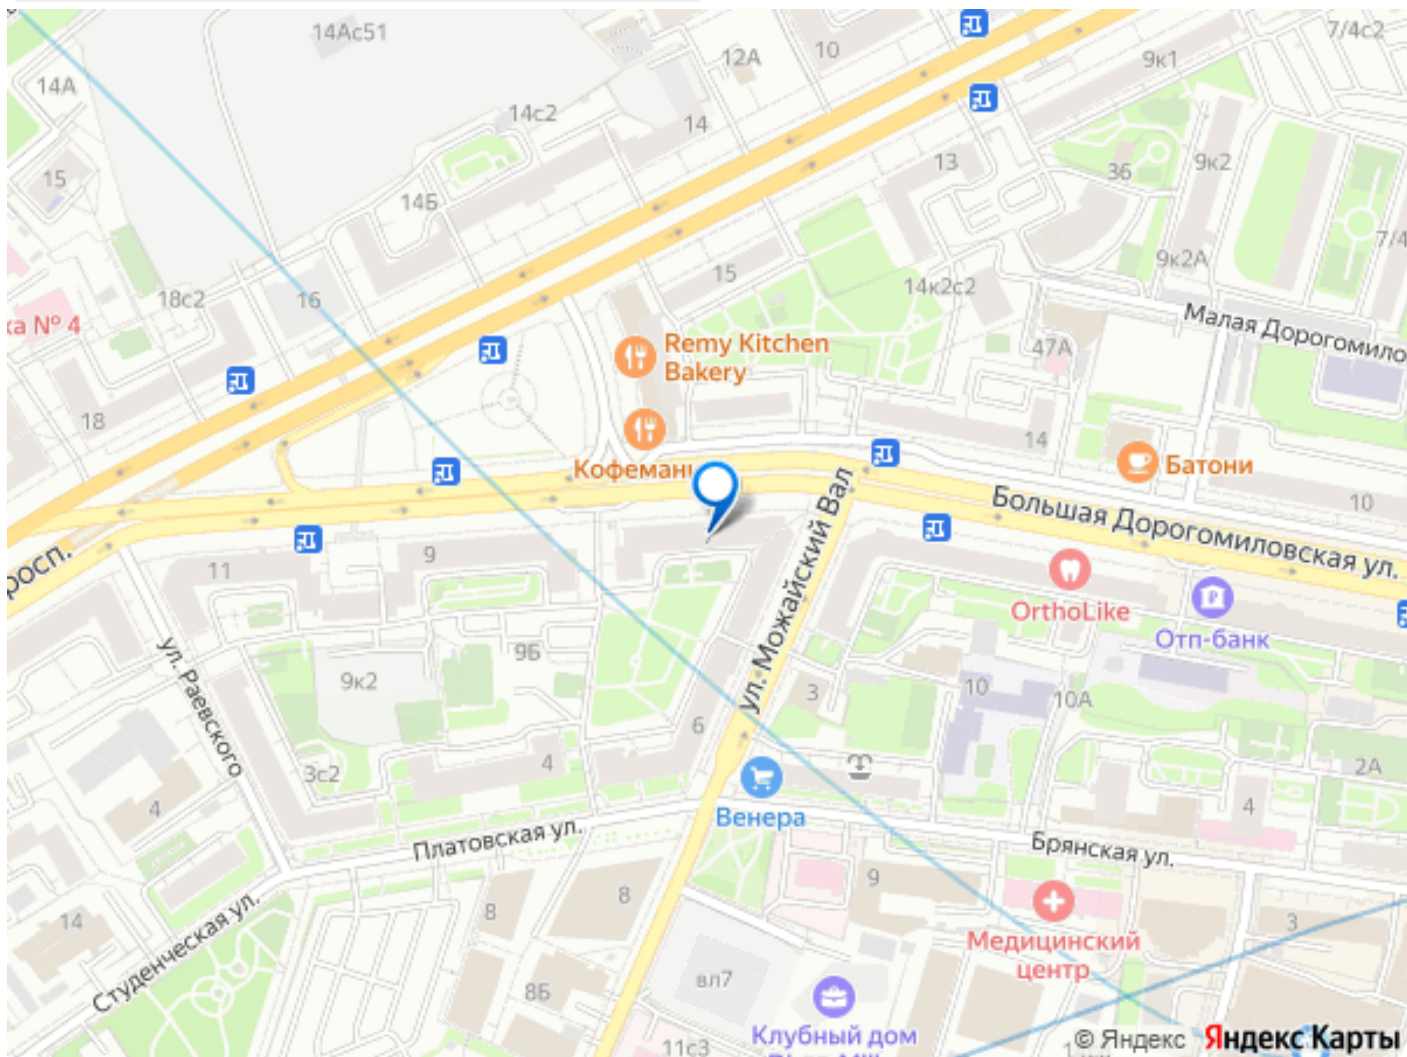 14Ас51
7/4с2
12А
10
9к1
14А
14с2
14
13
36
9к2
15
14Б
7/4
15
9к2А
18с2
16
14к2с2
ка № 4
Малая Дорогомило
Remy Kitchen
Bakery
47А
18
14
Кофемань
Батони
10
Большая Дорогомиловская ул.
росп.
ул. Можайский Вал
11
9
OrthoLike
Отп-банк
ул. Раевского
9Б
9к2
3
10
10А
6
3с2
4
2А
4
Венера
4
Платовская ул.
Брянская ул.
9
8
8
14
3
Студенческая ул.
Медицинский
центр
вл7
8Б
Клубный дом
11с3
© Яндекс Яндекс Карты